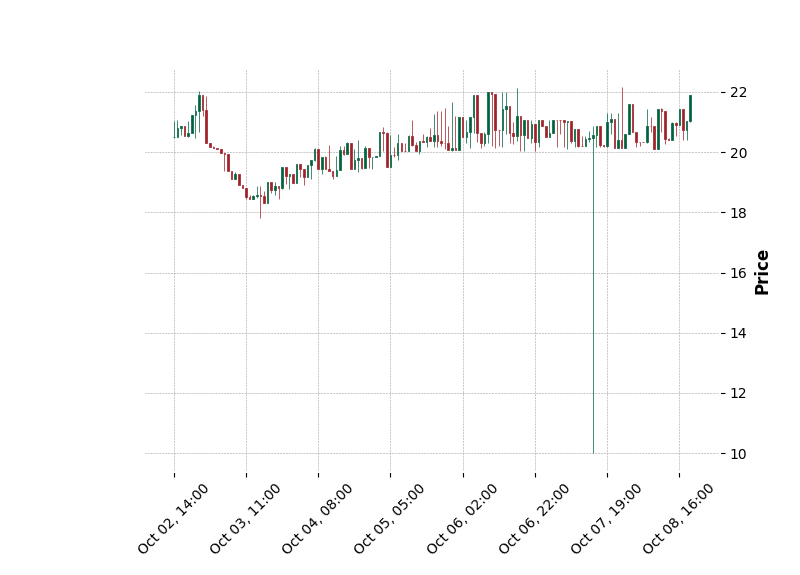 22
20
18
16
14
12
10
Price
Oct 02, 14:00
Oct 03, 11:00
Oct 04, 08:00
Oct 05, 05:00
Oct 06, 02:00
Oct 06, 22:00
Oct 07, 19:00
Oct 08, 16:00